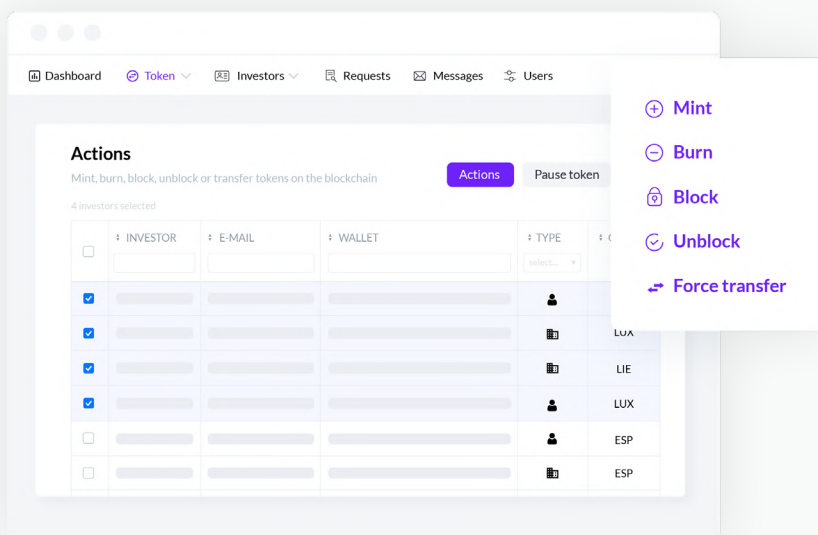 Dashboard Token Investors Requests Messages Users
Actions
Mint, burn, block, unblock or transfer tokens on the blockchain
Actions Pause token
4 investors selected
INVESTOR E-MAIL WALLET TYPE
select...
LUX
LIE
LUX
ESP
ESP
Mint
Burn
Block
Unblock
Force transfer